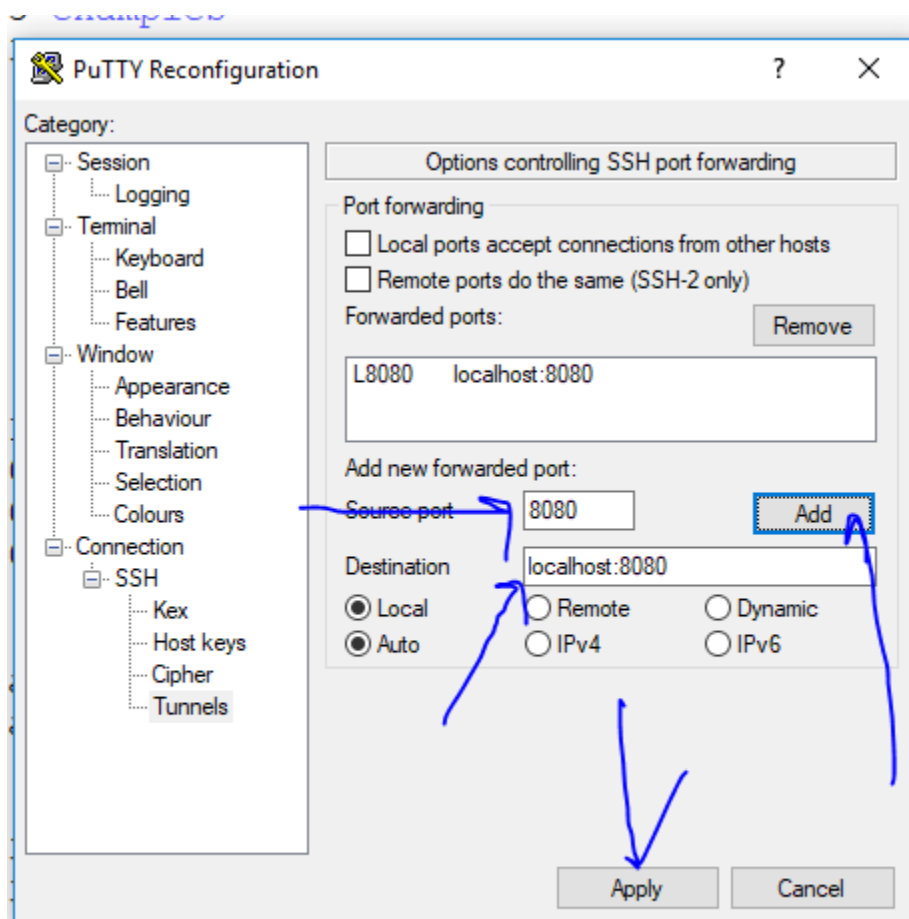 PuTTY Reconfiguration ? ×
Category:
Session
Logging
Terminal
Keyboard
Bell
Features
Window
Appearance
Behaviour
Translation
Selection
Colours
Connection
SSH
Kex
Host keys
Cipher
Tunnels
Options controlling SSH port forwarding
Port forwarding
Local ports accept connections from other hosts
Remote ports do the same (SSH-2 only)
Forwarded ports:
Remove
L8080 localhost:8080
Add new forwarded port:
Source port 8080 Add
Destination localhost:8080
Local Remote Dynamic
Auto IPv4 IPv6
Apply Cancel